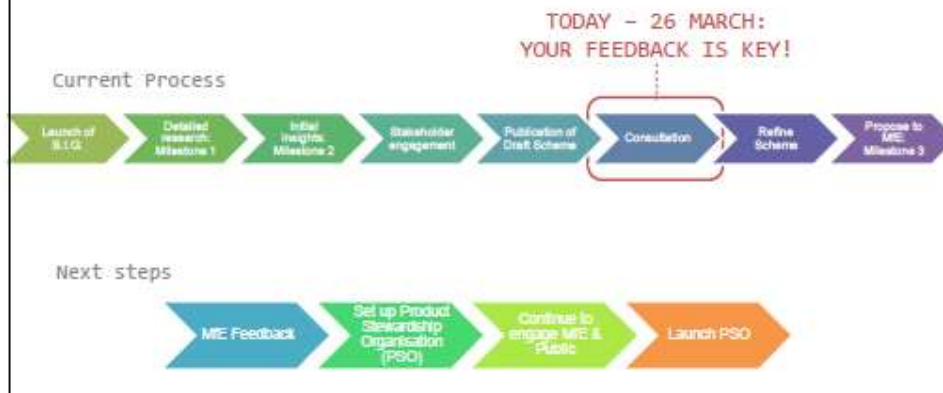 TODAY – 26 MARCH:
YOUR FEEDBACK IS KEY!
Current Process
Launch of
B.I.G.
Detailed
research:
Milestone 1
Initial
insights:
Milestone 2
Stakeholder
engagement
Publication of
Draft Scheme
Consultation
Refine
Scheme
Propose to
MfE:
Milestone 3
Next steps
MfE Feedback
Set up Product
Stewardship
Organisation
(PSO)
Continue to
engage MfE &
Public
Launch PSO